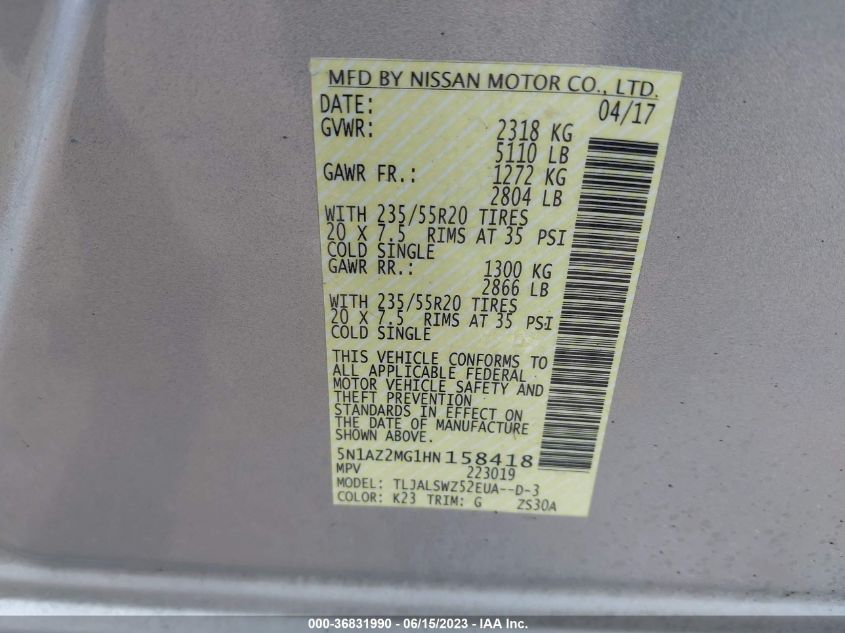 MFD BY NISSAN MOTOR CO., LTD.
DATE: 04/17
GVWR: 2318 KG
5110 LB
GAWR FR.: 1272 KG
2804 LB
WITH 235/55R20 TIRES
20 X 7.5 RIMS AT 35 PSI
COLD SINGLE
GAWR RR.: 1300 KG
2866 LB
WITH 235/55R20 TIRES
20 X 7.5 RIMS AT 35 PSI
COLD SINGLE
THIS VEHICLE CONFORMS TO
ALL APPLICABLE FEDERAL
MOTOR VEHICLE SAFETY AND
THEFT PREVENTION
STANDARDS IN EFFECT ON
THE DATE OF MANUFACTURE
SHOWN ABOVE.
5N1AZ2MG1HN158418
MPV 223019
MODEL: TLJALSWZ52EUA--D-3
COLOR: K23 TRIM: G ZS30A
000-36831990 - 06/15/2023 - IAA Inc.